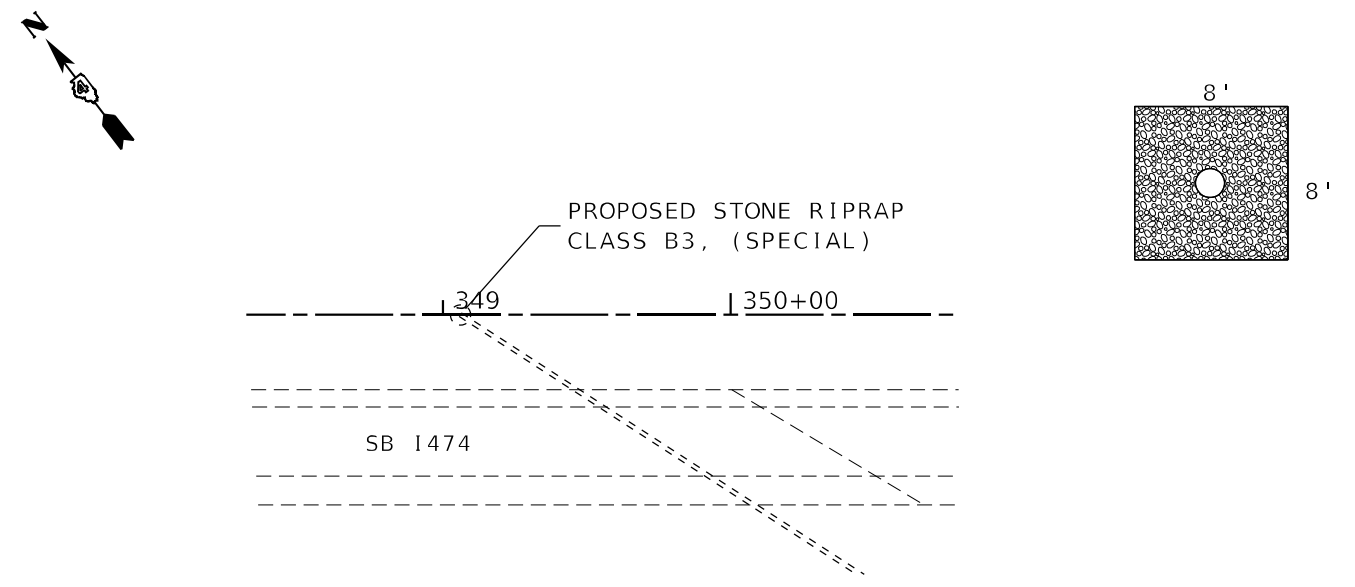 N
8'
8'
PROPOSED STONE RIPRAP
CLASS B3, (SPECIAL)
349
350+00
SB I474